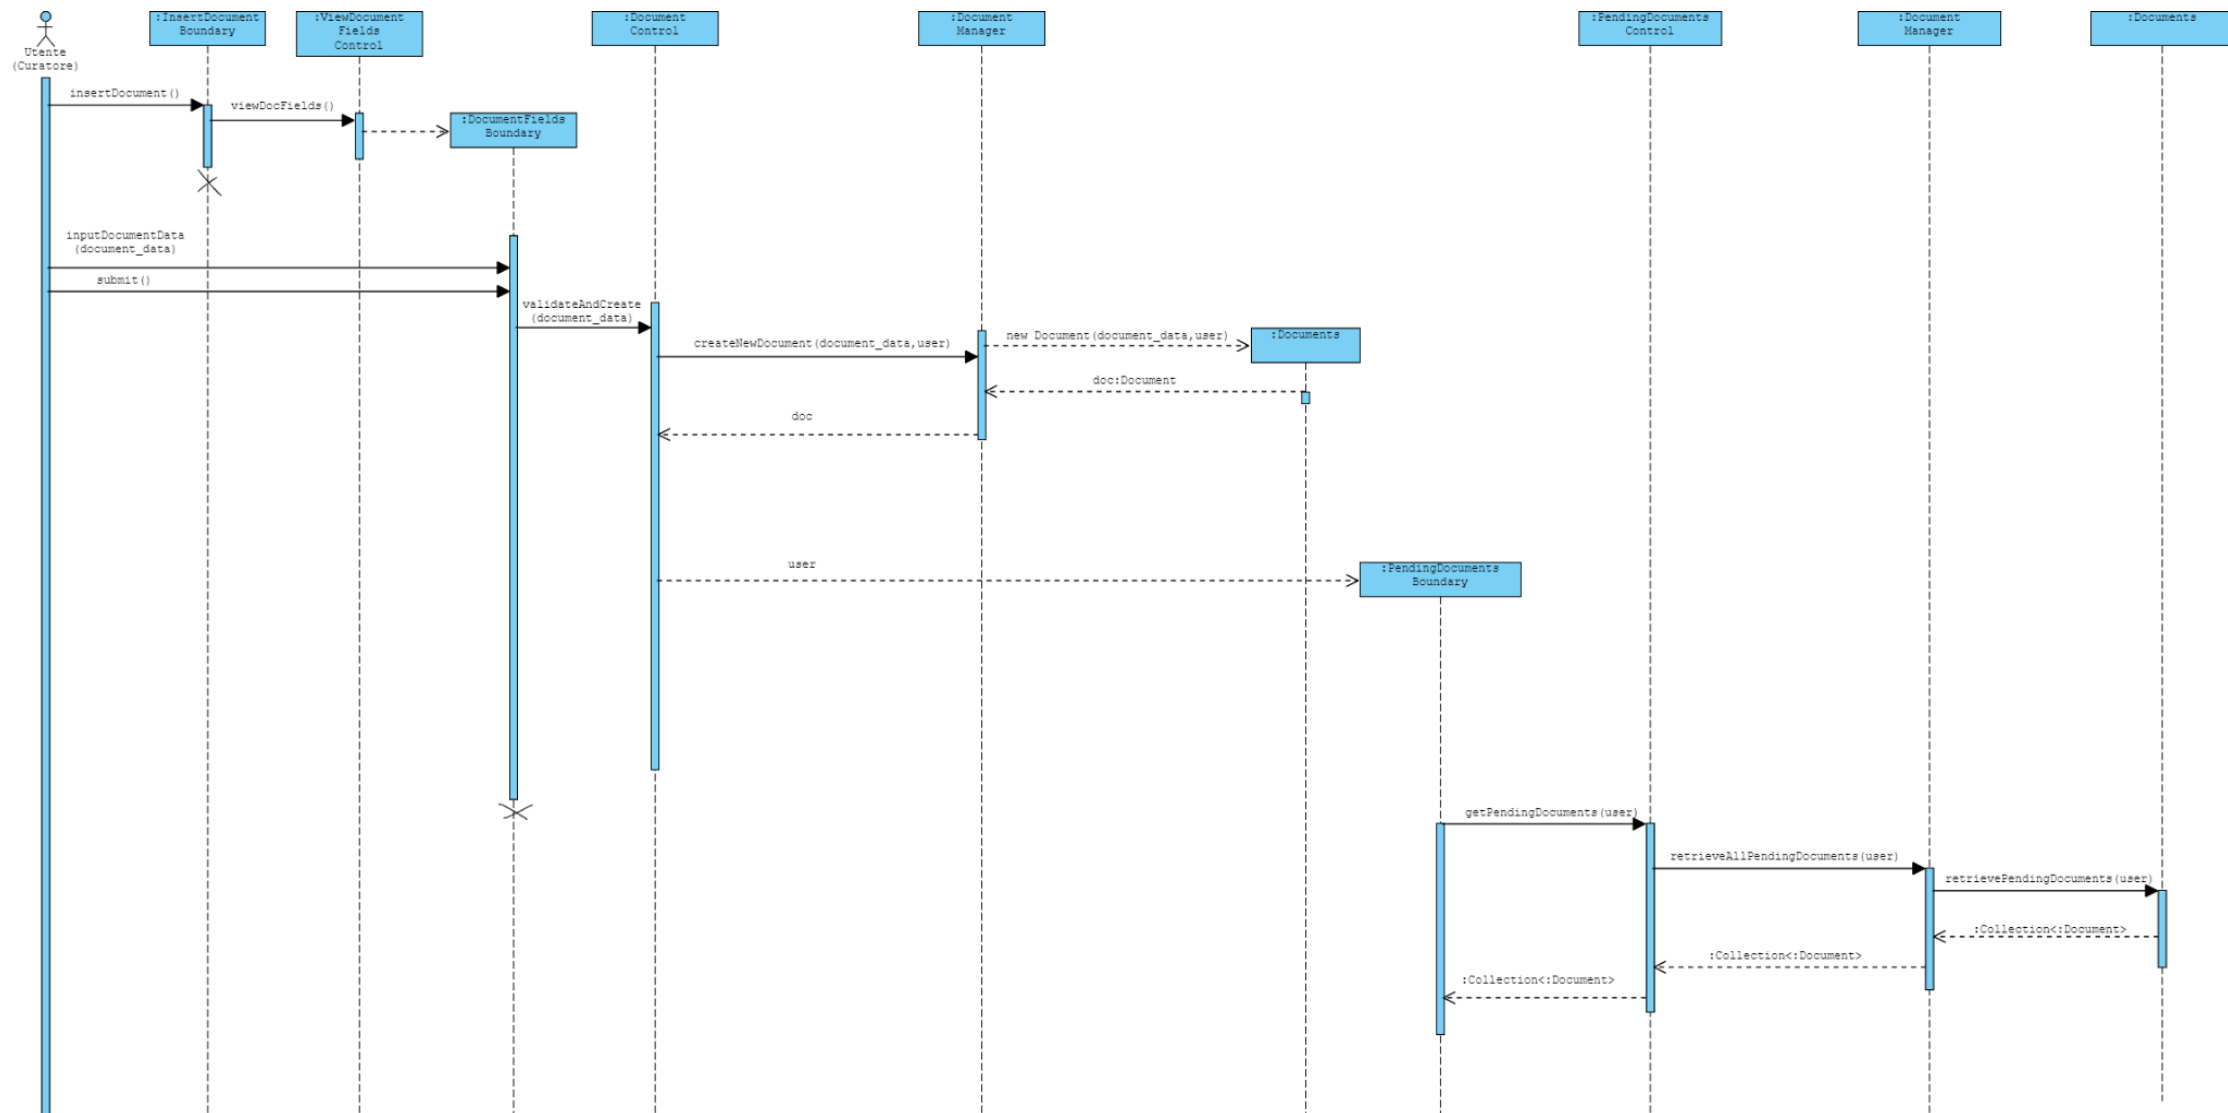 :InsertDocument
Boundary
:ViewDocument
Fields
Control
:Document
Control
:Document
Manager
:PendingDocuments
Control
:Document
Manager
:Documents
Utente
(Curatore)
insertDocument()
viewDocFields()
:DocumentFields
Boundary
inputDocumentData
(document_data)
submit()
validateAndCreate
(document_data)
createNewDocument(document_data,user)
new Document(document_data,user)
:Documents
doc:Document
doc
user
:PendingDocuments
Boundary
getPendingDocuments(user)
retrieveAllPendingDocuments(user)
retrievePendingDocuments(user)
:Collection<:Document>
:Collection<:Document>
:Collection<:Document>